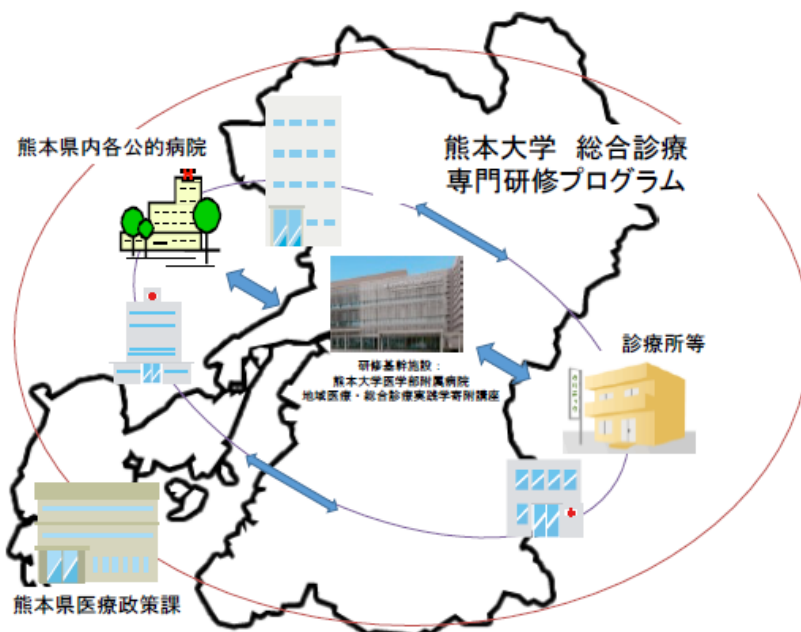 熊本県内各公的病院
熊本大学　総合診療
専門研修プログラム
研修基幹施設：
熊本大学医学部附属病院
地域医療・総合診療実践学寄附講座
診療所等
熊本県医療政策課